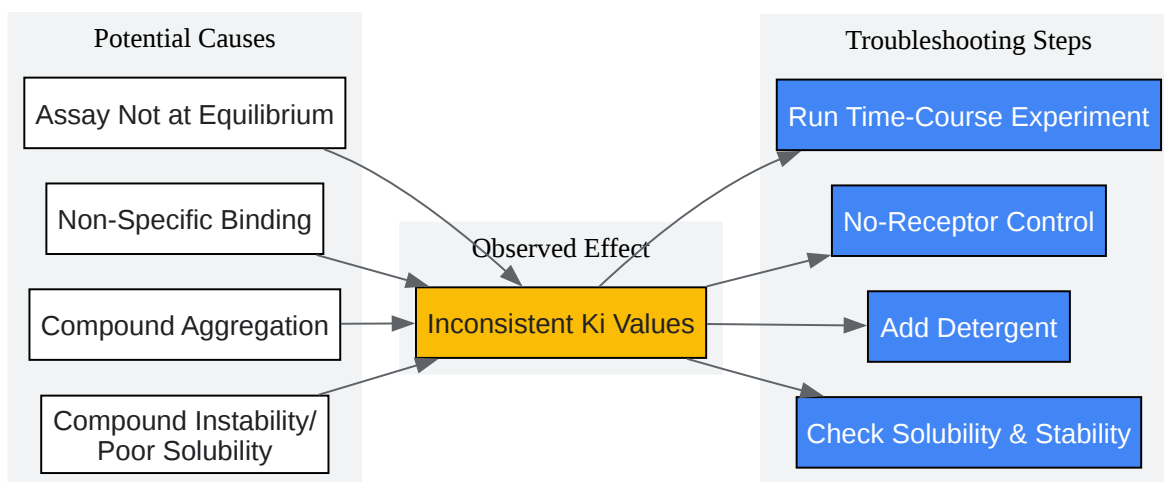 Potential Causes
Assay Not at Equilibrium
Non-Specific Binding
Compound Aggregation
Compound Instability/
Poor Solubility
Observed Effect
Inconsistent Ki Values
Troubleshooting Steps
Run Time-Course Experiment
No-Receptor Control
Add Detergent
Check Solubility & Stability